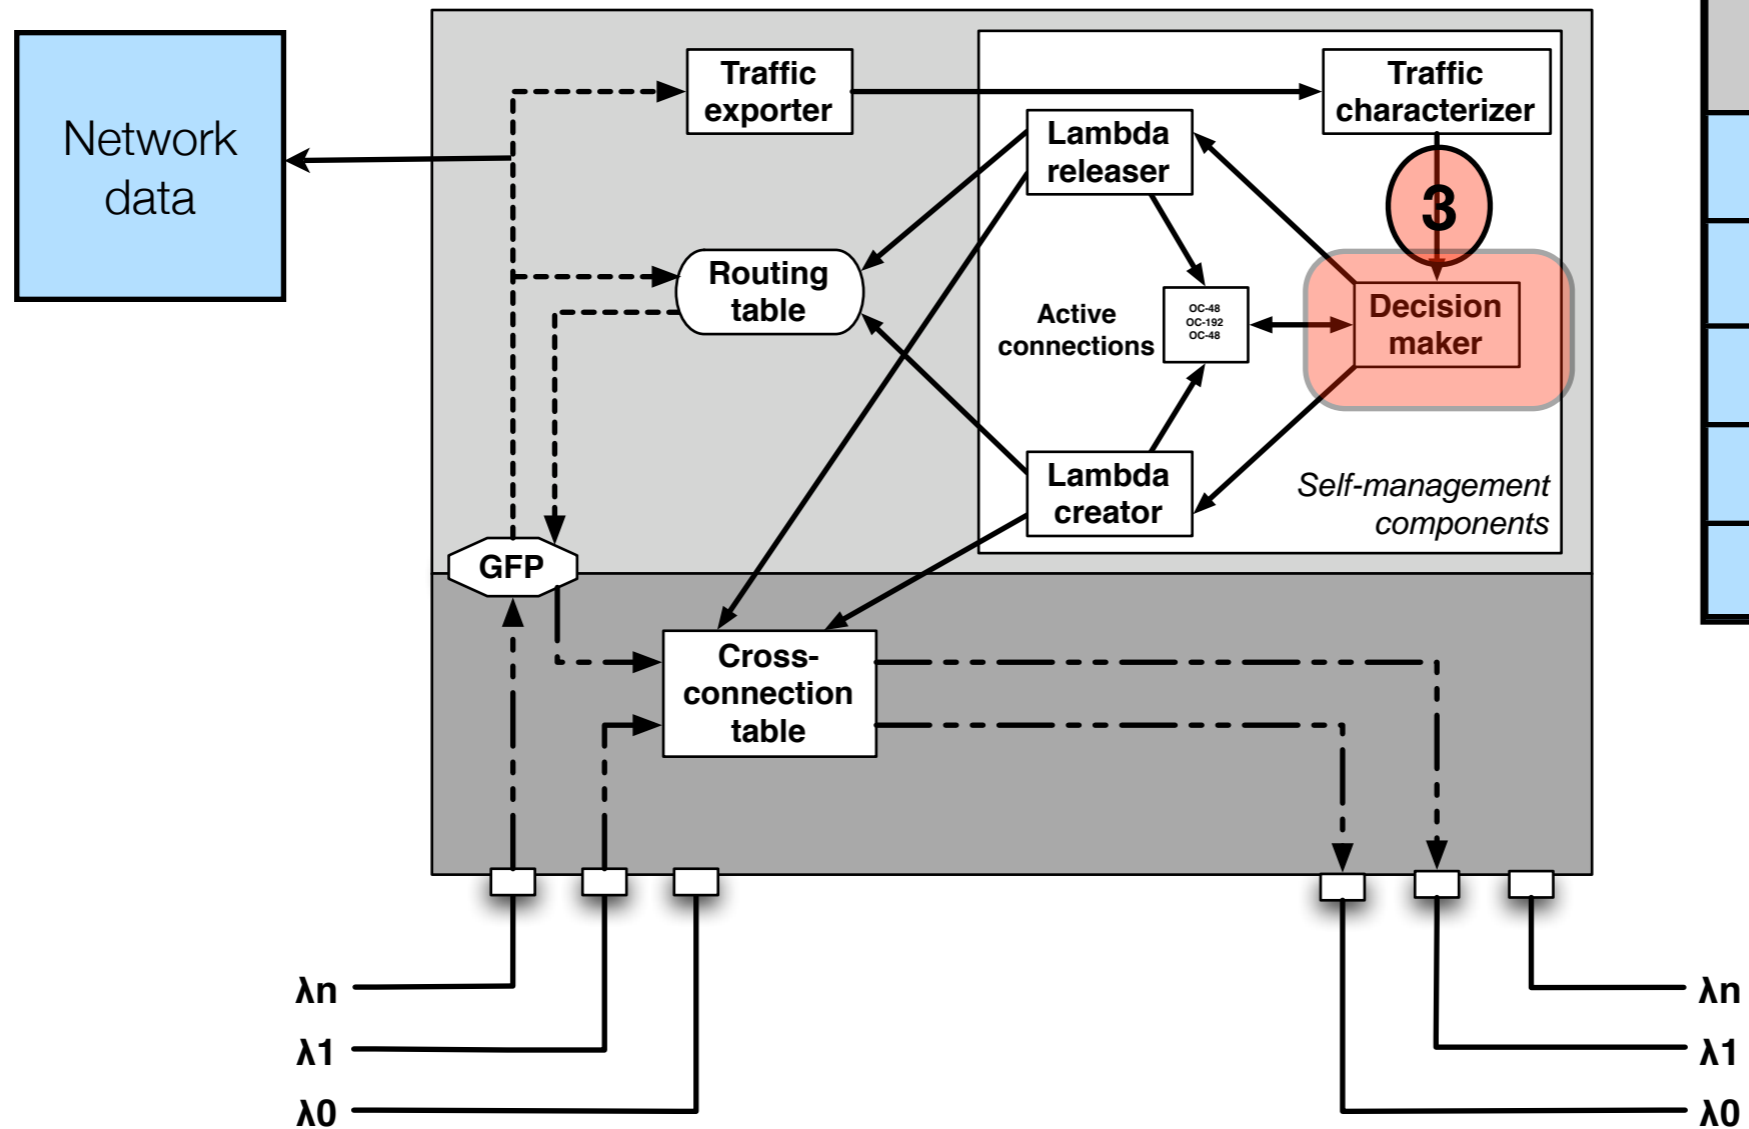 Network
data
Traffic
exporter
Traffic
characterizer
Lambda
releaser
3
Routing
table
Active
connections
OC-48
OC-192
OC-48
Decision
maker
Lambda
creator
Self-management
components
GFP
Cross-
connection
table
λn
λ1
λ0
λn
λ1
λ0